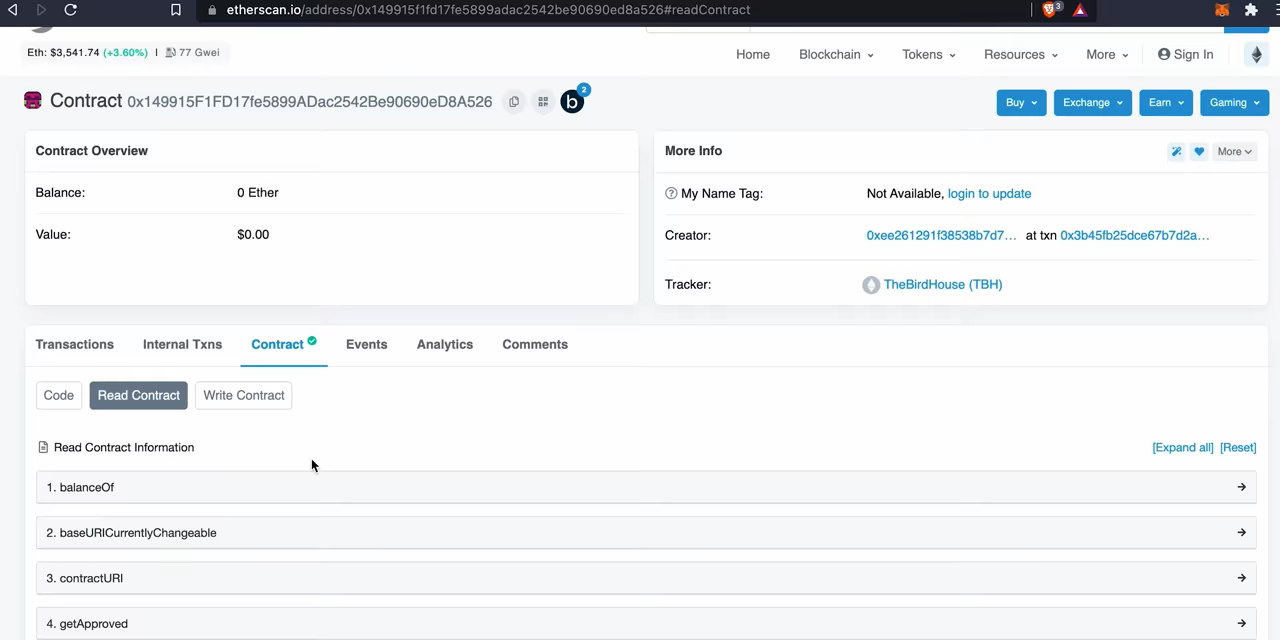 etherscan.io/address/0x149915f1fd17fe5899adac2542be90690ed8a526#readContract
3
Eth: $3,541.74 (+3.60%) | 77 Gwei
Home Blockchain Tokens Resources More Sign In
Contract 0x149915F1FD17fe5899ADac2542Be90690eD8A526 b 2
Buy Exchange Earn Gaming
Contract Overview
Balance: 0 Ether
Value: $0.00
More Info More
My Name Tag: Not Available, login to update
Creator: 0xee261291f38538b7d7... at txn 0x3b45fb25dce67b7d2a...
Tracker: TheBirdHouse (TBH)
Transactions Internal Txns Contract Events Analytics Comments
Code Read Contract Write Contract
Read Contract Information [Expand all] [Reset]
1. balanceOf
2. baseURICurrentlyChangeable
3. contractURI
4. getApproved